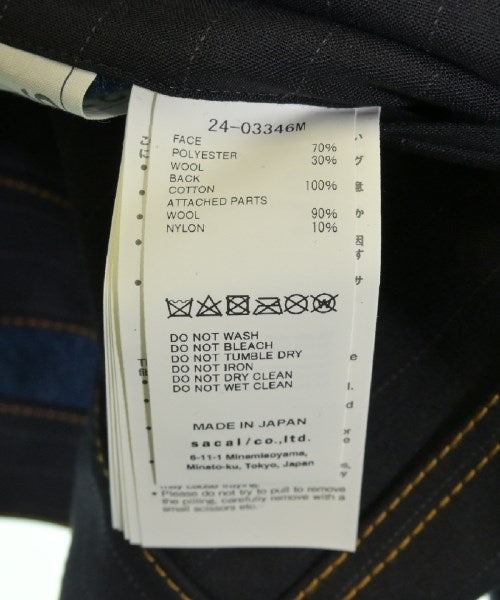 24-03346M
FACE
POLYESTER 70%
WOOL 30%
BACK
COTTON 100%
ATTACHED PARTS
WOOL 90%
NYLON 10%
DO NOT WASH
DO NOT BLEACH
DO NOT TUMBLE DRY
DO NOT IRON
DO NOT DRY CLEAN
DO NOT WET CLEAN
MADE IN JAPAN
sacai/co.,ltd.
6-11-1 Minamiaoyama,
Minato-ku, Tokyo, Japan
may cause staying.
* Please do not try to pull to remove
the pilling, carefully remove with a
small scissors etc.